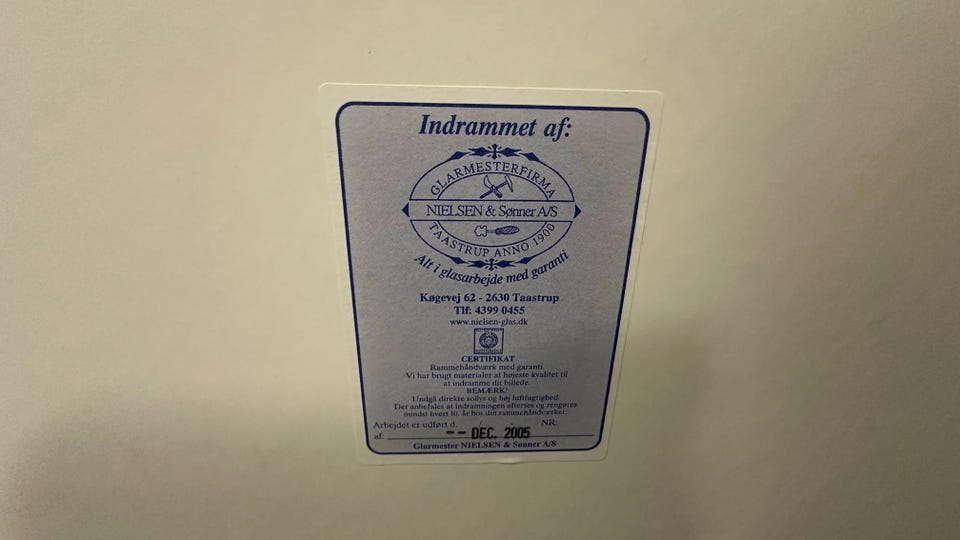 Indrammet af:
GLARMESTERFIRMA
NIELSEN & Sønner A/S
TAASTRUP ANNO 1900
Alt i glasarbejde med garanti
Køgevej 62 - 2630 Taastrup
Tlf: 4399 0455
www.nielsen-glas.dk
CERTIFIKAT
Rammehåndværk med garanti.
Vi har brugt materialer af højeste kvalitet til
at indramme dit billede.
BEMÆRK!
Undgå direkte sollys og høj luftfugtighed.
Det anbefales at indramningen efterses og rengøres
mindst hvert 10. år hos din rammehåndværker.
Arbejdet er udført d. NR:
af: -- DEC. 2005
Glarmester NIELSEN & Sønner A/S